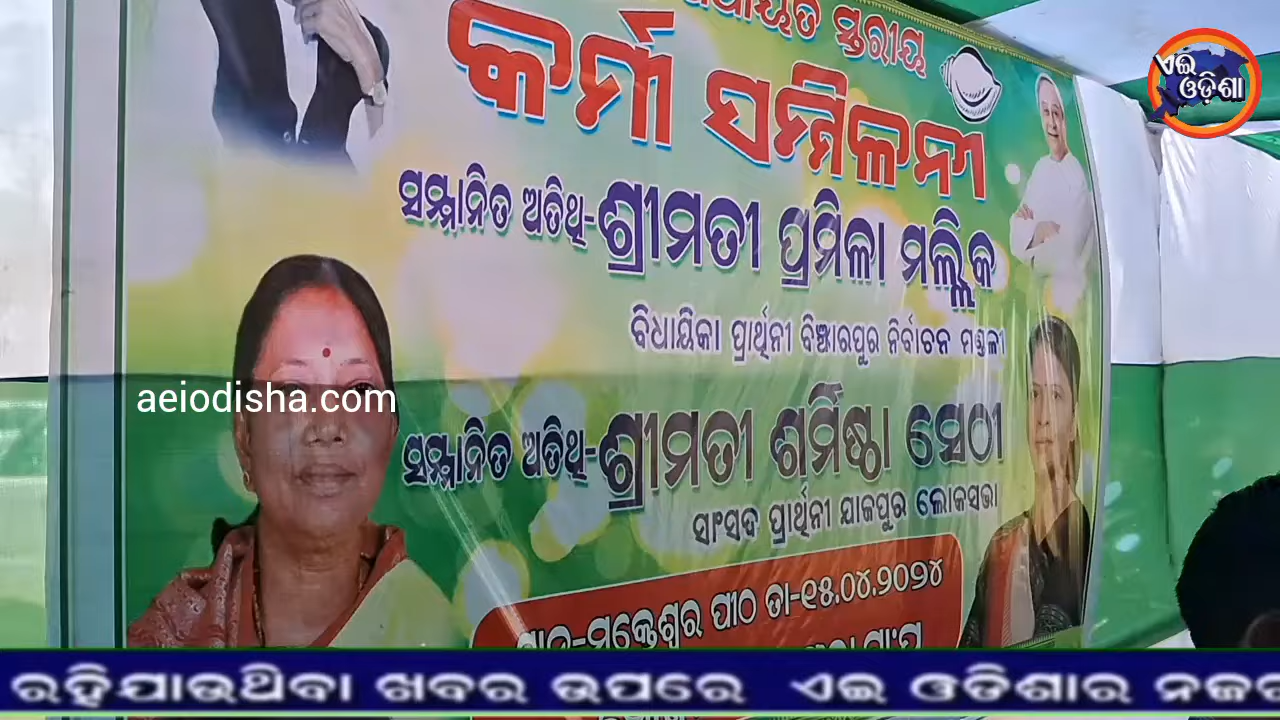 ସ୍ତରୀୟ
କର୍ମୀ ସମ୍ମିଳନୀ
ସମ୍ମାନିତ ଅତିଥି-ଶ୍ରୀମତୀ ପ୍ରମିଳା ମଲ୍ଲିକ
ବିଧାୟିକା ପ୍ରାର୍ଥିନୀ ବିଞ୍ଝାରପୁର ନିର୍ବାଚନ ମଣ୍ଡଳୀ
ସମ୍ମାନିତ ଅତିଥି-ଶ୍ରୀମତୀ ଶର୍ମିଷ୍ଠା ସେଠୀ
ସାଂସଦ ପ୍ରାର୍ଥିନୀ ଯାଜପୁର ଲୋକସଭା
ସ୍ଥାନ-ମୁକ୍ତେଶ୍ୱର ପୀଠ ତା-୧୫.୦୪.୨୦୨୪
ଏଇ
ଓଡ଼ିଶା
aeiodisha.com
ରହିଯାଉଥିବା ଖବର ଉପରେ ଏଇ ଓଡିଶାର